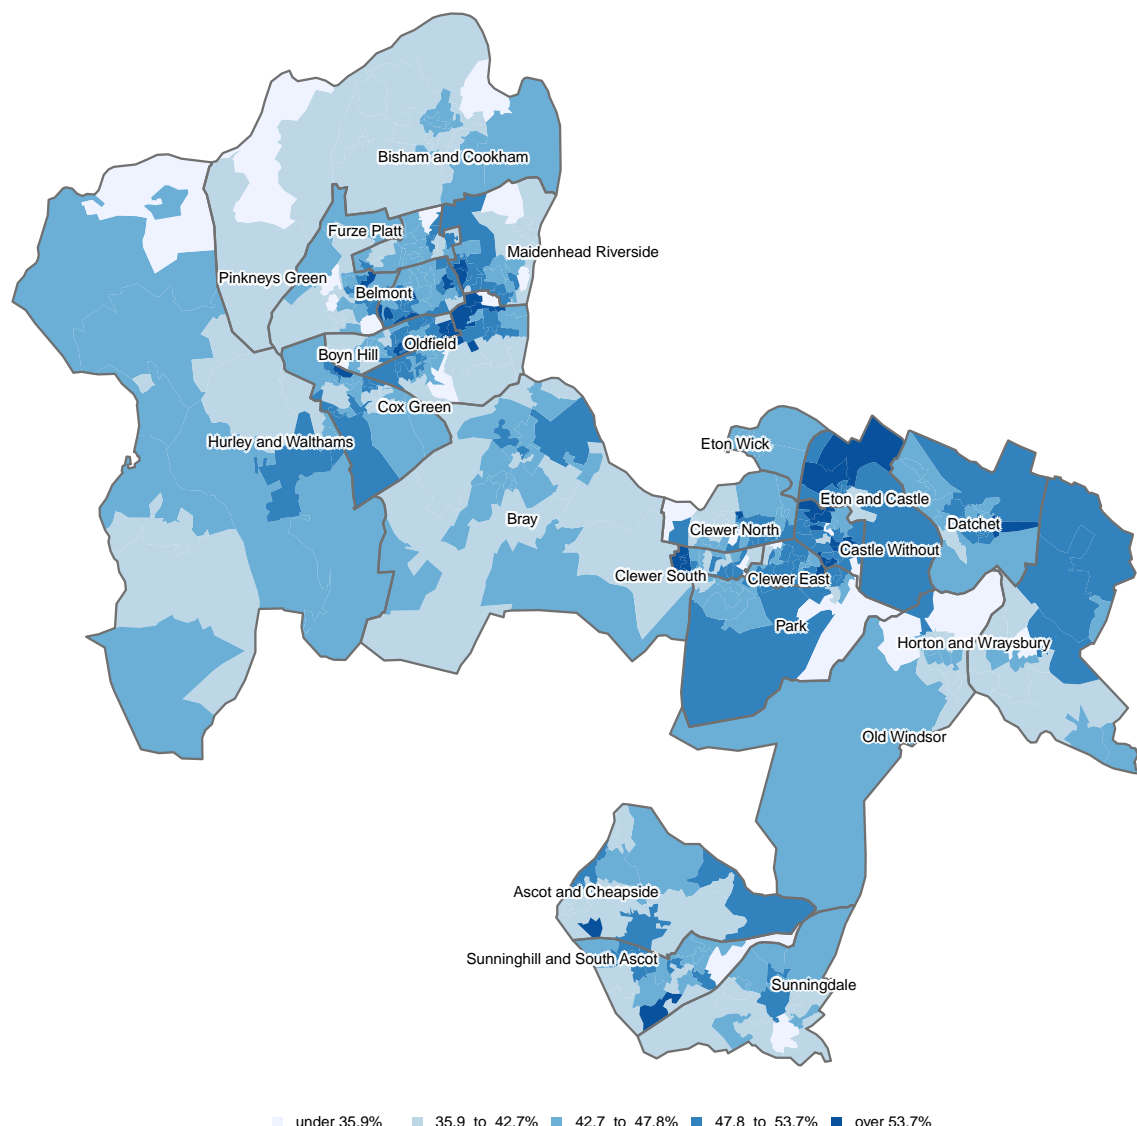 Bisham and Cookham
Furze Platt
Maidenhead Riverside
Pinkneys Green
Belmont
Oldfield
Boyn Hill
Cox Green
Hurley and Walthams
Eton Wick
Eton and Castle
Bray
Clewer North
Datchet
Castle Without
Clewer South
Clewer East
Park
Horton and Wraysbury
Old Windsor
Ascot and Cheapside
Sunninghill and South Ascot
Sunningdale
under 35.9% 35.9 to 42.7% 42.7 to 47.8% 47.8 to 53.7% over 53.7%